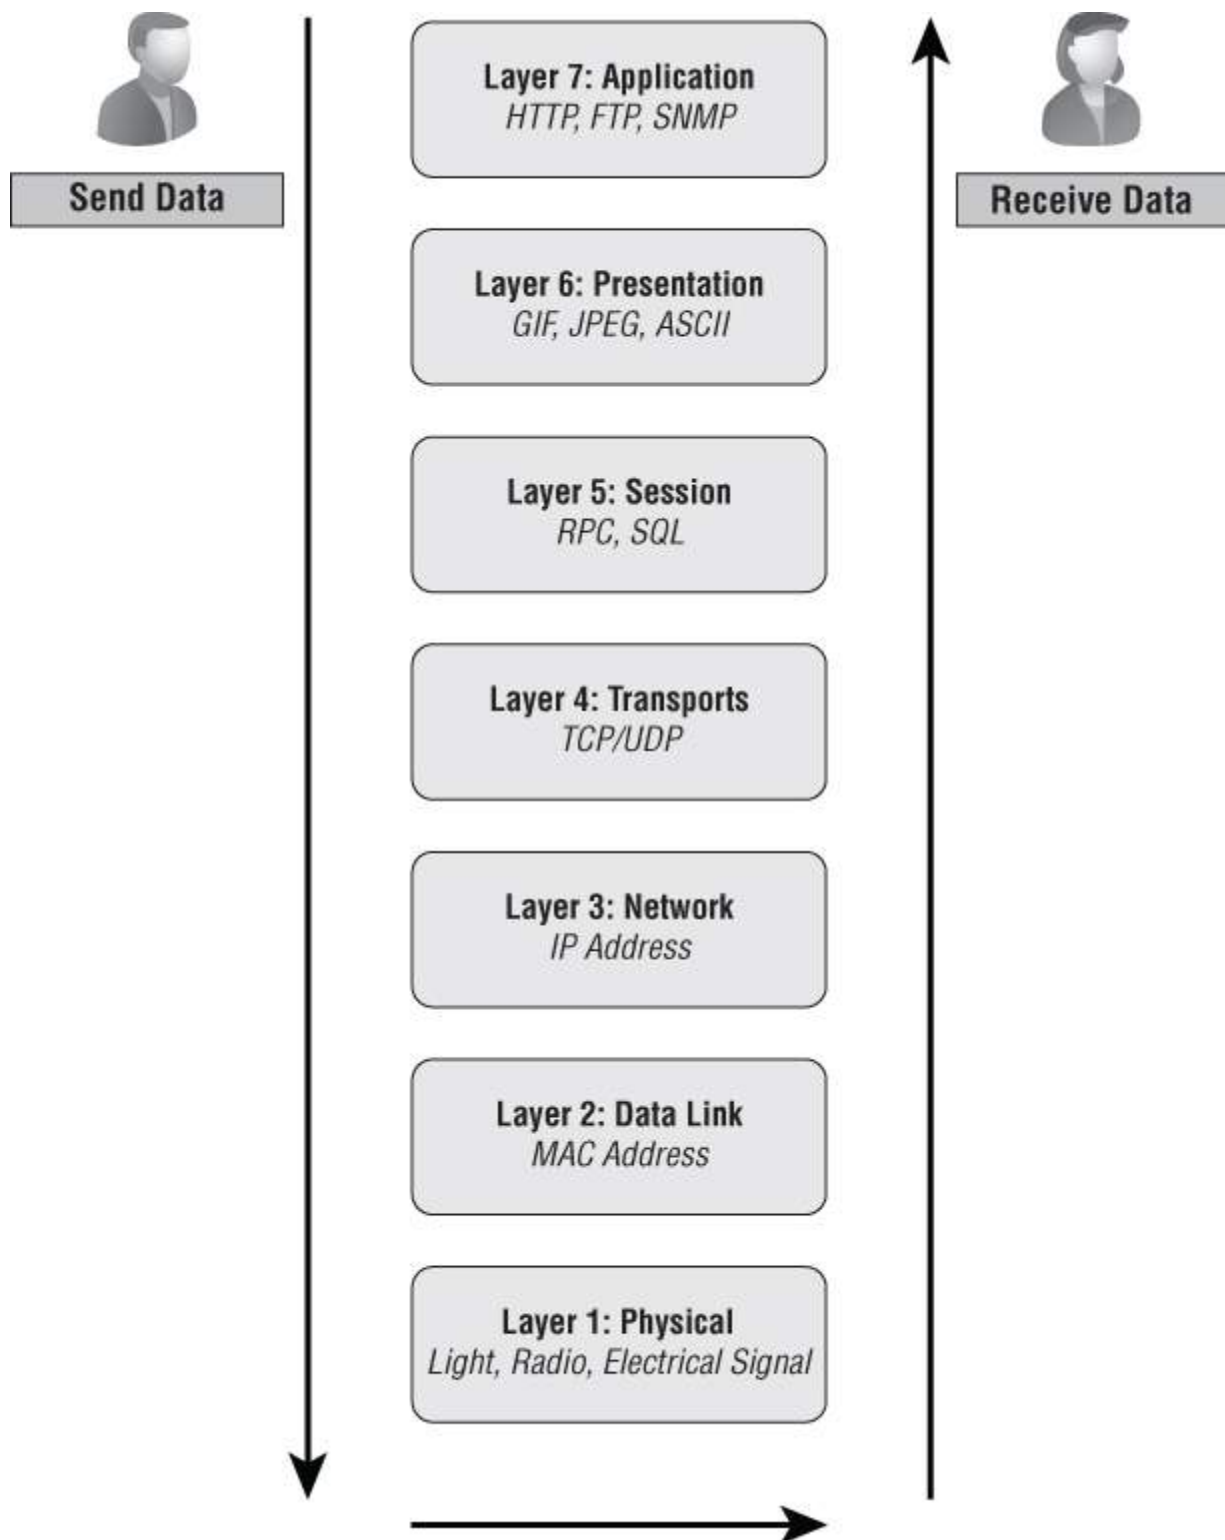 Send Data
Receive Data
Layer 7: Application
HTTP, FTP, SNMP
Layer 6: Presentation
GIF, JPEG, ASCII
Layer 5: Session
RPC, SQL
Layer 4: Transports
TCP/UDP
Layer 3: Network
IP Address
Layer 2: Data Link
MAC Address
Layer 1: Physical
Light, Radio, Electrical Signal